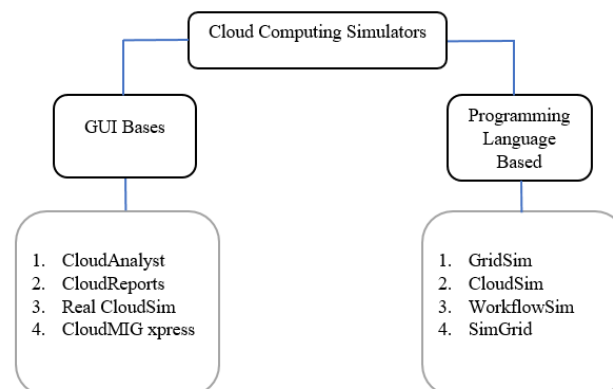 Cloud Computing Simulators
GUI Bases
Programming
Language
Based
1. CloudAnalyst
2. CloudReports
3. Real CloudSim
4. CloudMIG xpress
1. GridSim
2. CloudSim
3. WorkflowSim
4. SimGrid